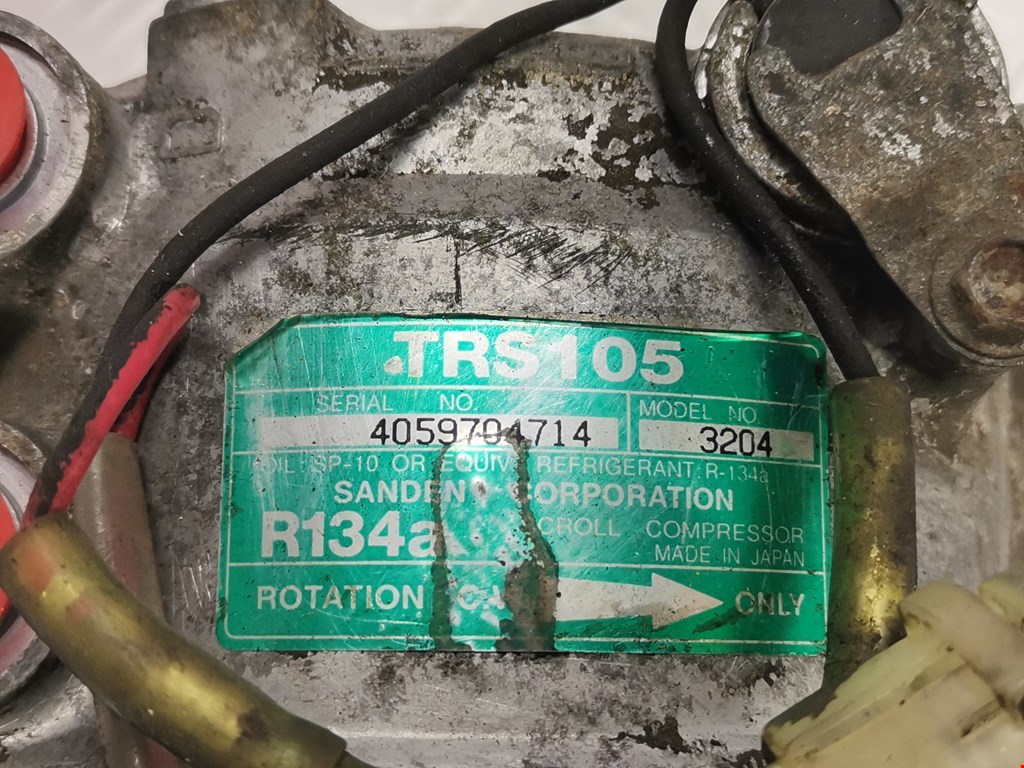 TRS105
SERIAL NO.
4059704714
MODEL NO.
3204
OIL: SP-10 OR EQUIV REFRIGERANT: R-134a
SANDEN CORPORATION
R134a
SCROLL COMPRESSOR
MADE IN JAPAN
ROTATION ONLY